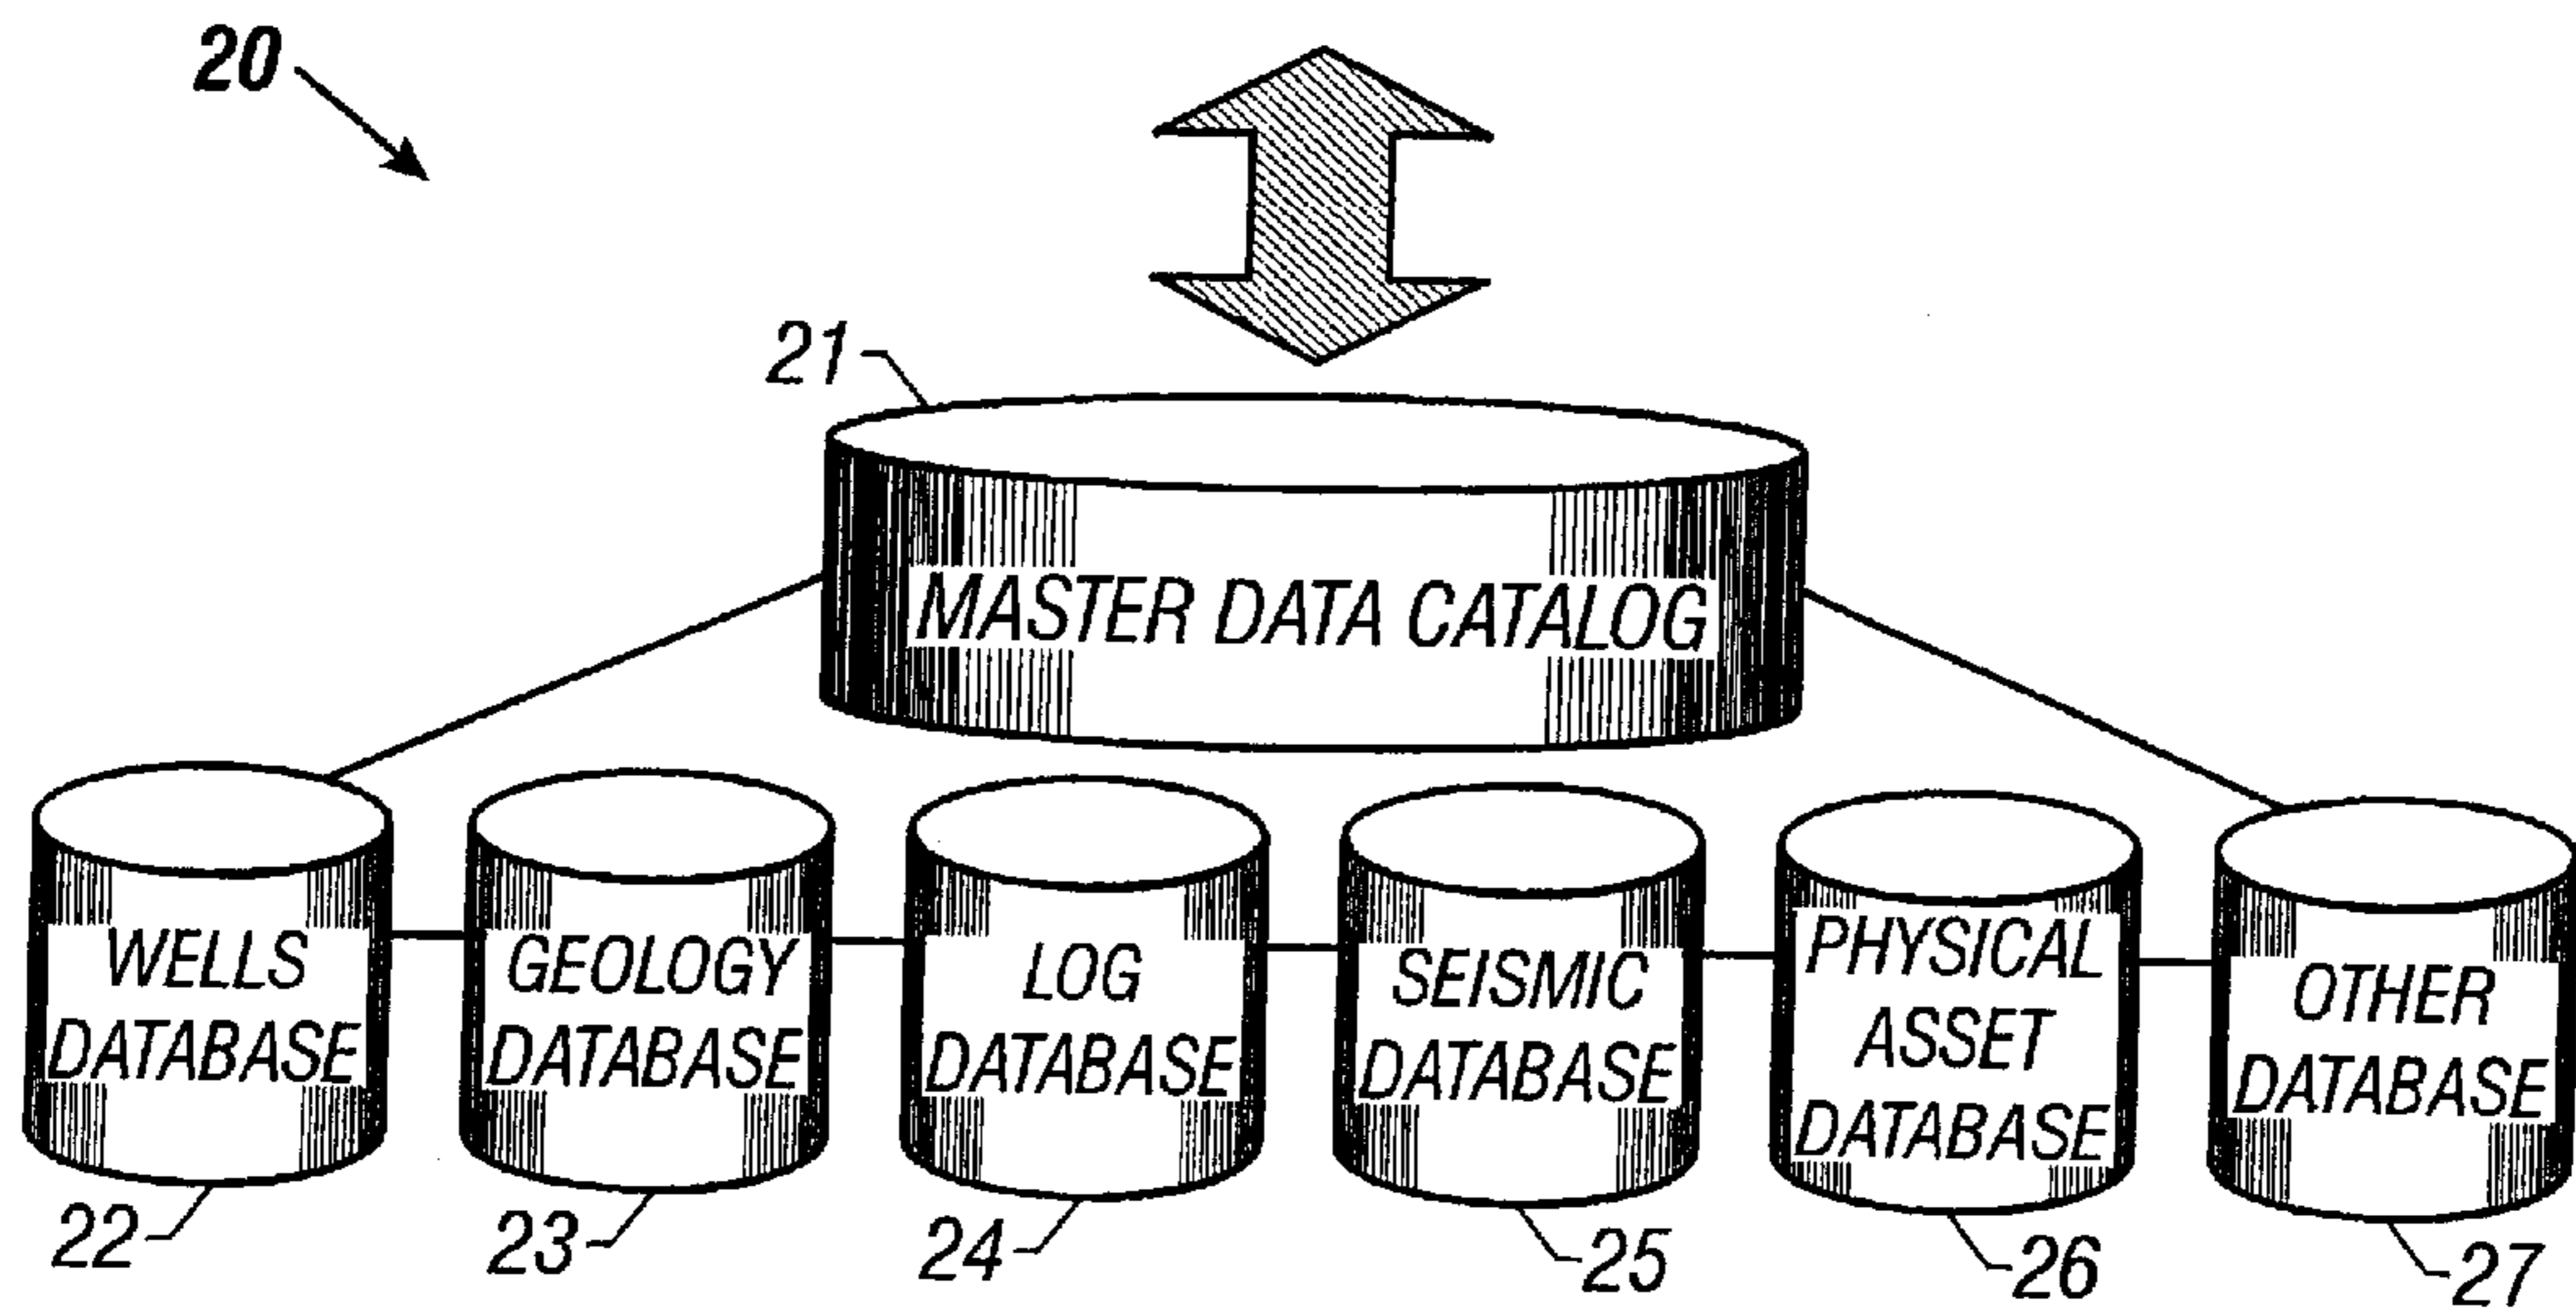 20
21
MASTER DATA CATALOG
WELLS
DATABASE
GEOLOGY
DATABASE
LOG
DATABASE
SEISMIC
DATABASE
PHYSICAL
ASSET
DATABASE
OTHER
DATABASE
22
23
24
25
26
27